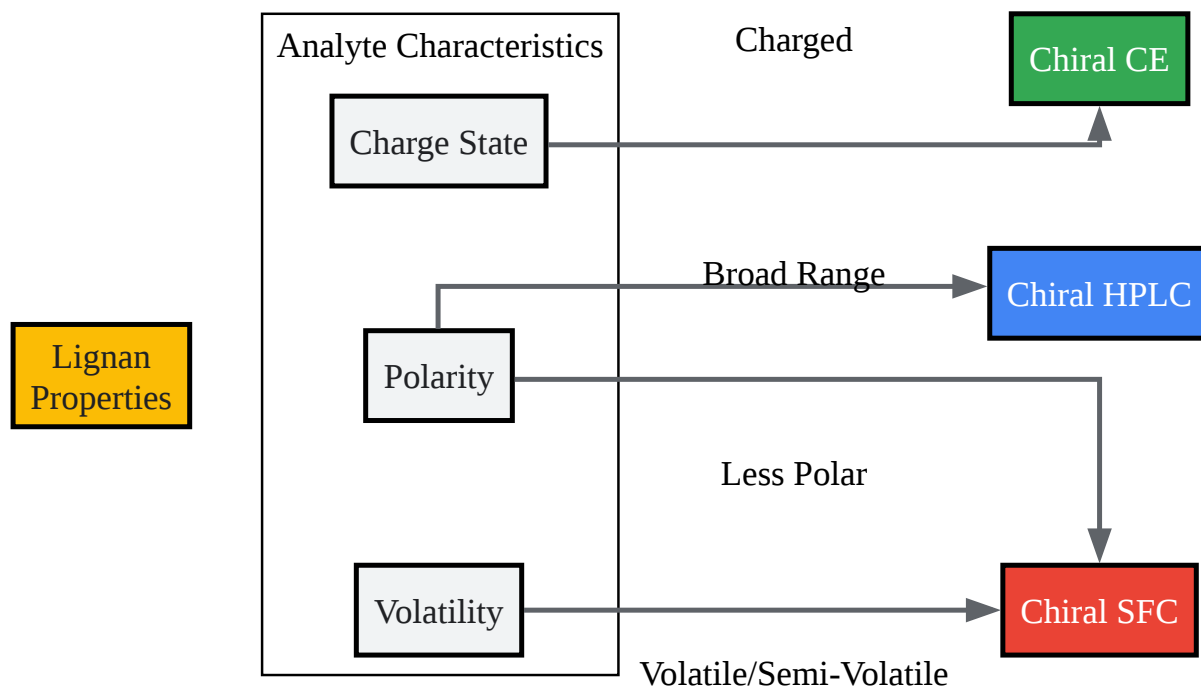 Analyte Characteristics
Charged
Chiral CE
Charge State
Broad Range
Chiral HPLC
Lignan
Properties
Polarity
Less Polar
Volatility
Chiral SFC
Volatile/Semi-Volatile